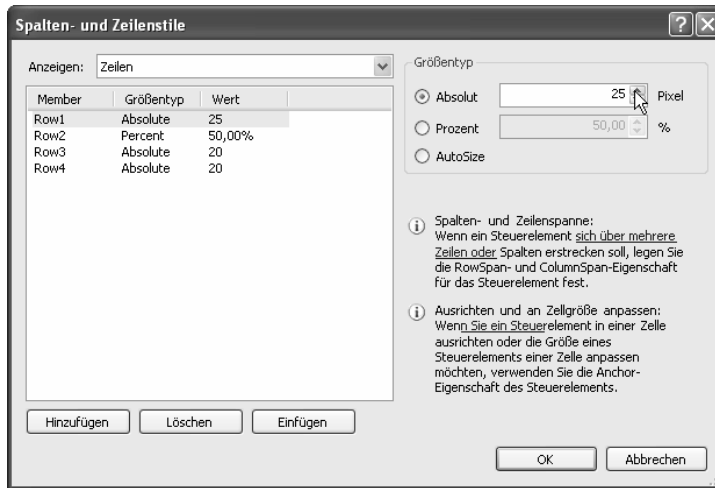 Spalten- und Zeilenstile
Anzeigen: Zeilen
Member Größentyp Wert
Row1 Absolute 25
Row2 Percent 50,00%
Row3 Absolute 20
Row4 Absolute 20
Hinzufügen Löschen Einfügen
Größentyp
Absolut 25 Pixel
Prozent 50,00 %
AutoSize
Spalten- und Zeilenspanne:
Wenn ein Steuerelement sich über mehrere
Zeilen oder Spalten erstrecken soll, legen Sie
die RowSpan- und ColumnSpan-Eigenschaft
für das Steuerelement fest.
Ausrichten und an Zellgröße anpassen:
Wenn Sie ein Steuerelement in einer Zelle
ausrichten oder die Größe eines
Steuerelements einer Zelle anpassen
möchten, verwenden Sie die Anchor-
Eigenschaft des Steuerelements.
OK Abbrechen